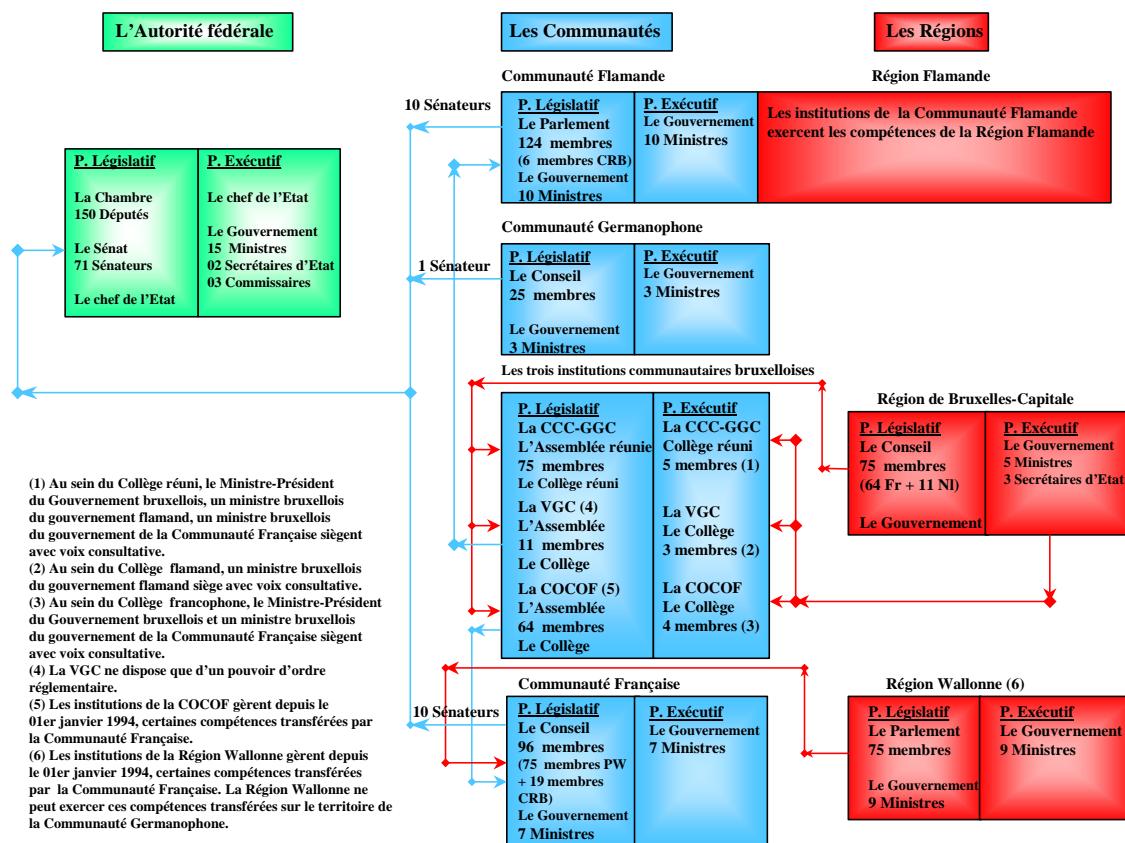 L'Autorité fédérale
Les Communautés
Les Régions
Communauté Flamande
Région Flamande
10 Sénateurs
P. Législatif
Le Parlement
124 membres
(6 membres CRB)
Le Gouvernement
10 Ministres
P. Exécutif
Le Gouvernement
10 Ministres
Les institutions de la Communauté Flamande
exercent les compétences de la Région Flamande
P. Législatif
La Chambre
150 Députés
Le Sénat
71 Sénateurs
Le chef de l'Etat
P. Exécutif
Le chef de l'Etat
Le Gouvernement
15 Ministres
02 Secrétaires d'Etat
03 Commissaires
Communauté Germanophone
1 Sénateur
P. Législatif
Le Conseil
25 membres
Le Gouvernement
3 Ministres
P. Exécutif
Le Gouvernement
3 Ministres
Les trois institutions communautaires bruxelloises
P. Législatif
La CCC-GGC
L'Assemblée réunie
75 membres
Le Collège réuni
La VGC (4)
L'Assemblée
11 membres
Le Collège
La COCOF (5)
L'Assemblée
64 membres
Le Collège
P. Exécutif
La CCC-GGC
Collège réuni
5 membres (1)
La VGC
Le Collège
3 membres (2)
La COCOF
Le Collège
4 membres (3)
Région de Bruxelles-Capitale
P. Législatif
Le Conseil
75 membres
(64 Fr + 11 Nl)
Le Gouvernement
P. Exécutif
Le Gouvernement
5 Ministres
3 Secrétaires d'Etat
(1) Au sein du Collège réuni, le Ministre-Président
du Gouvernement bruxellois, un ministre bruxellois
du gouvernement flamand, un ministre bruxellois
du gouvernement de la Communauté Française siègent
avec voix consultative.
(2) Au sein du Collège flamand, un ministre bruxellois
du gouvernement flamand siège avec voix consultative.
(3) Au sein du Collège francophone, le Ministre-Président
du Gouvernement bruxellois et un ministre bruxellois
du gouvernement de la Communauté Française siègent
avec voix consultative.
(4) La VGC ne dispose que d'un pouvoir d'ordre
réglementaire.
(5) Les institutions de la COCOF gèrent depuis le
01er janvier 1994, certaines compétences transférées par
la Communauté Française.
(6) Les institutions de la Région Wallonne gèrent depuis
le 01er janvier 1994, certaines compétences transférées
par la Communauté Française. La Région Wallonne ne
peut exercer ces compétences transférées sur le territoire de
la Communauté Germanophone.
Communauté Française
10 Sénateurs
P. Législatif
Le Conseil
96 membres
(75 membres PW
+ 19 membres
CRB)
Le Gouvernement
7 Ministres
P. Exécutif
Le Gouvernement
7 Ministres
Région Wallonne (6)
P. Législatif
Le Parlement
75 membres
Le Gouvernement
9 Ministres
P. Exécutif
Le Gouvernement
9 Ministres